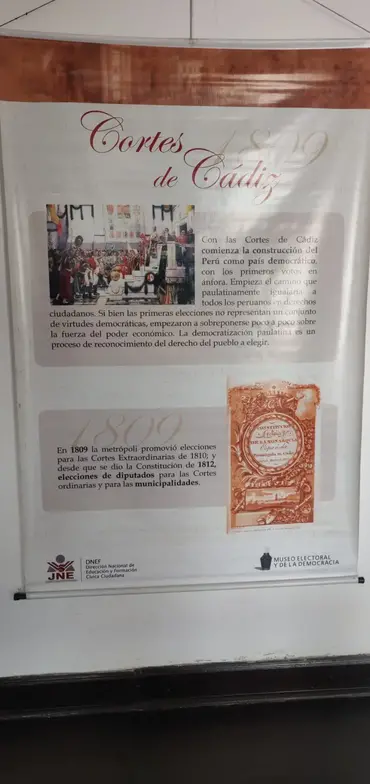 1809
Cortes
de Cádiz
Con las Cortes de Cádiz
comienza la construcción del
Perú como país democrático,
con los primeros votos en
ánfora. Empieza el camino que
paulatinamente igualaría a
todos los peruanos en derechos
ciudadanos. Si bien las primeras elecciones no representan un conjunto
de virtudes democráticas, empezaron a sobreponerse poco a poco sobre
la fuerza del poder económico. La democratización paulatina es un
proceso de reconocimiento del derecho del pueblo a elegir.
1809
En 1809 la metrópoli promovió elecciones
para las Cortes Extraordinarias de 1810; y
desde que se dio la Constitución de 1812,
elecciones de diputados para las Cortes
ordinarias y para las municipalidades.
JNE
DNEF
Dirección Nacional de
Educación y Formación
Cívica Ciudadana
MUSEO ELECTORAL
Y DE LA DEMOCRACIA